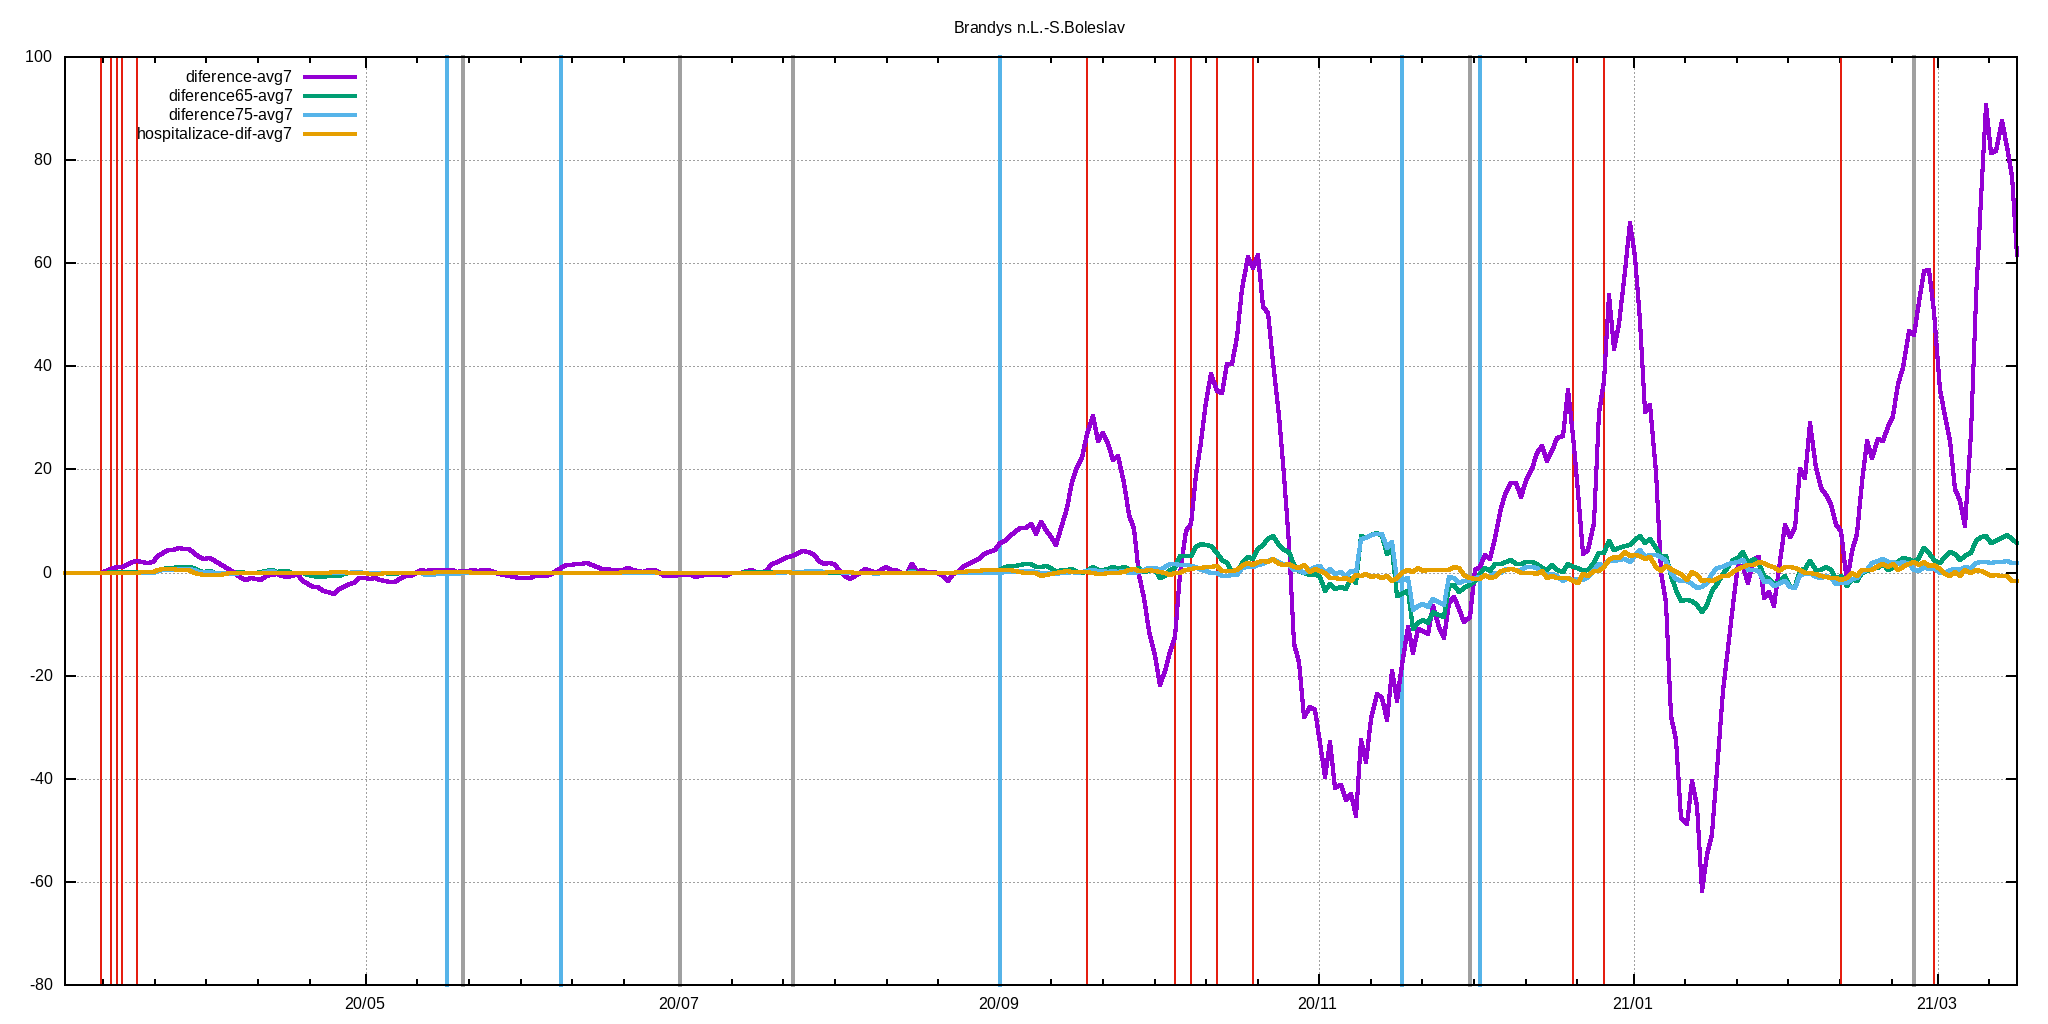 Brandys n.L.-S.Boleslav
diference-avg7
diference65-avg7
diference75-avg7
hospitalizace-dif-avg7
100
80
60
40
20
0
-20
-40
-60
-80
20/05 20/07 20/09 20/11 21/01 21/03